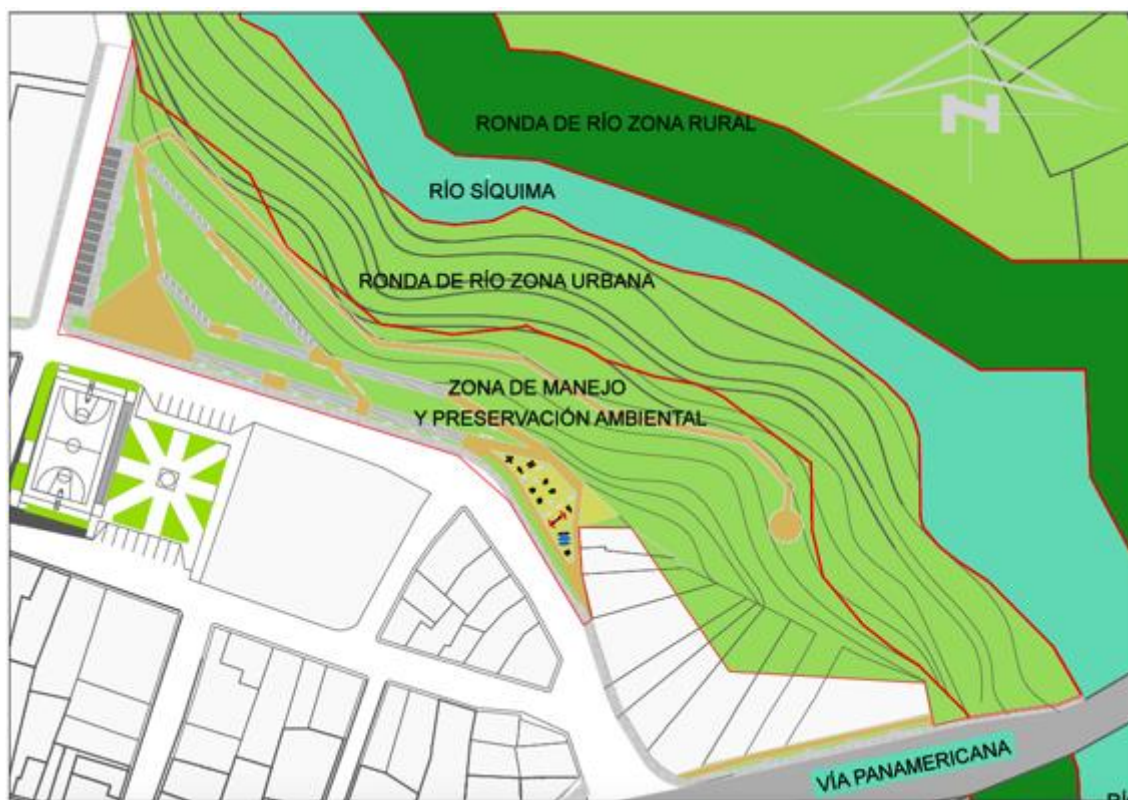 N
RONDA DE RÍO ZONA RURAL
RÍO SÍQUIMA
RONDA DE RÍO ZONA URBANA
ZONA DE MANEJO
Y PRESERVACIÓN AMBIENTAL
VÍA PANAMERICANA